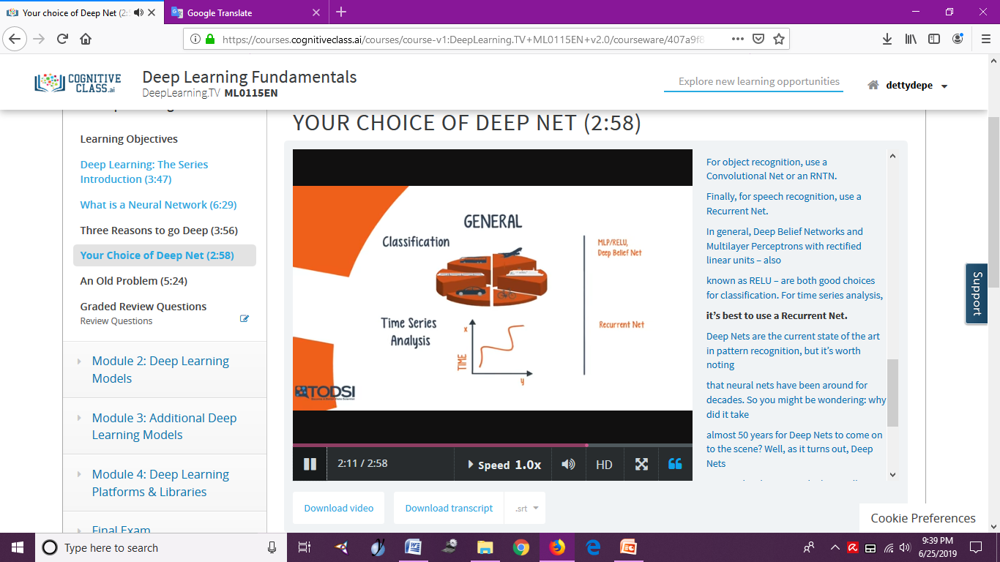 Your choice of Deep Net (2:5
Google Translate
https://courses.cognitiveclass.ai/courses/course-v1:DeepLearning.TV+ML0115EN+v2.0/courseware/407a9f8
COGNITIVE
CLASS.ai
Deep Learning Fundamentals
DeepLearning.TV ML0115EN
Explore new learning opportunities
dettydepe
Learning Objectives
Deep Learning: The Series
Introduction (3:47)
What is a Neural Network (6:29)
Three Reasons to go Deep (3:56)
Your Choice of Deep Net (2:58)
An Old Problem (5:24)
Graded Review Questions
Review Questions
Module 2: Deep Learning
Models
Module 3: Additional Deep
Learning Models
Module 4: Deep Learning
Platforms & Libraries
Final Exam
YOUR CHOICE OF DEEP NET (2:58)
GENERAL
Classification
MLP/RELU,
Deep Belief Net
Time Series
Analysis
Recurrent Net
x
TIME
y
TODSI
2:11 / 2:58
Speed 1.0x
HD
For object recognition, use a
Convolutional Net or an RNTN.
Finally, for speech recognition, use a
Recurrent Net.
In general, Deep Belief Networks and
Multilayer Perceptrons with rectified
linear units – also
known as RELU – are both good choices
for classification. For time series analysis,
it's best to use a Recurrent Net.
Deep Nets are the current state of the art
in pattern recognition, but it's worth
noting
that neural nets have been around for
decades. So you might be wondering: why
did it take
almost 50 years for Deep Nets to come on
to the scene? Well, as it turns out, Deep
Nets
Download video
Download transcript
.srt
Support
Cookie Preferences
Type here to search
9:39 PM
6/25/2019